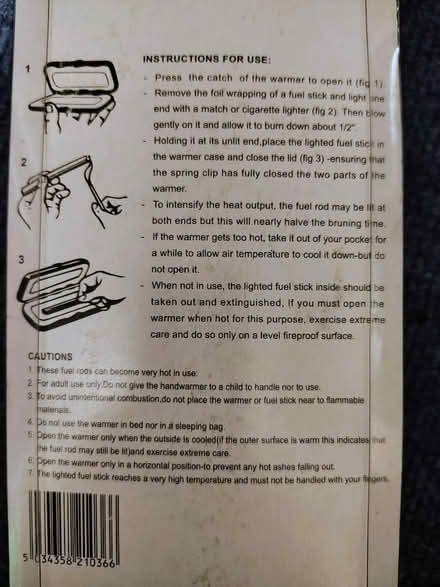 INSTRUCTIONS FOR USE:
1
- Press the catch of the warmer to open it (fig 1).
- Remove the foil wrapping of a fuel stick and light one
end with a match or cigarette lighter (fig 2). Then blow
gently on it and allow it to burn down about 1/2".
- Holding it at its unlit end,place the lighted fuel stick in
2
the warmer case and close the lid (fig 3) -ensuring that
the spring clip has fully closed the two parts of the
warmer.
- To intensify the heat output, the fuel rod may be lit at
both ends but this will nearly halve the bruning time.
- If the warmer gets too hot, take it out of your pocket for
3
a while to allow air temperature to cool it down-but do
not open it.
- When not in use, the lighted fuel stick inside should be
taken out and extinguished, If you must open the
warmer when hot for this purpose, exercise extreme
care and do so only on a level fireproof surface.
CAUTIONS
1. These fuel rods can become very hot in use.
2. For adult use only.Do not give the handwarmer to a child to handle nor to use.
3. To avoid unintentional combustion,do not place the warmer or fuel stick near to flammable
materials.
4. Do not use the warmer in bed nor in a sleeping bag.
5. Open the warmer only when the outside is cooled(if the outer surface is warm this indicates that
the fuel rod may still be lit)and exercise extreme care.
6. Open the warmer only in a horizontal position-to prevent any hot ashes falling out.
7. The lighted fuel stick reaches a very high temperature and must not be handled with your fingers.
5 034358 210366